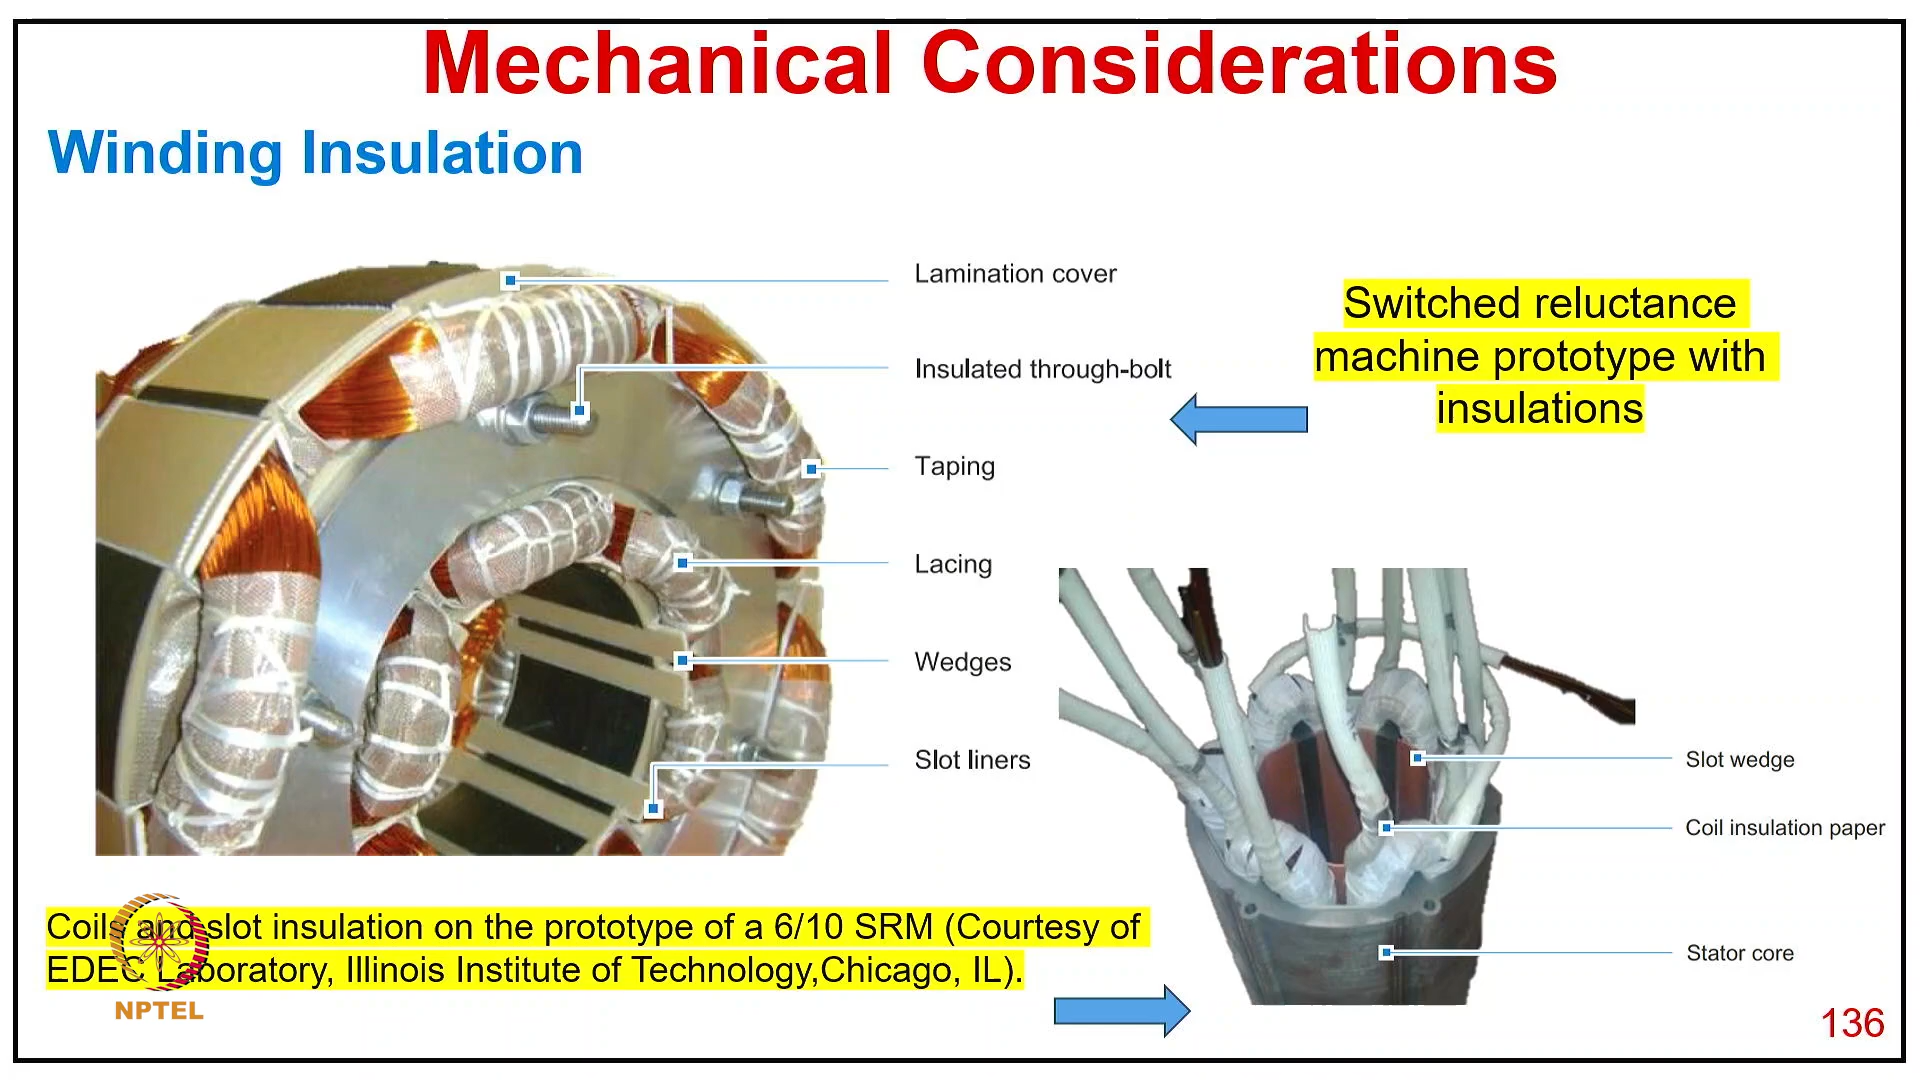 Mechanical Considerations
Winding Insulation
Lamination cover
Insulated through-bolt
Taping
Lacing
Wedges
Slot liners
Switched reluctance
machine prototype with
insulations
Slot wedge
Coil insulation paper
Stator core
Coils and slot insulation on the prototype of a 6/10 SRM (Courtesy of
EDEC Laboratory, Illinois Institute of Technology,Chicago, IL).
NPTEL
136